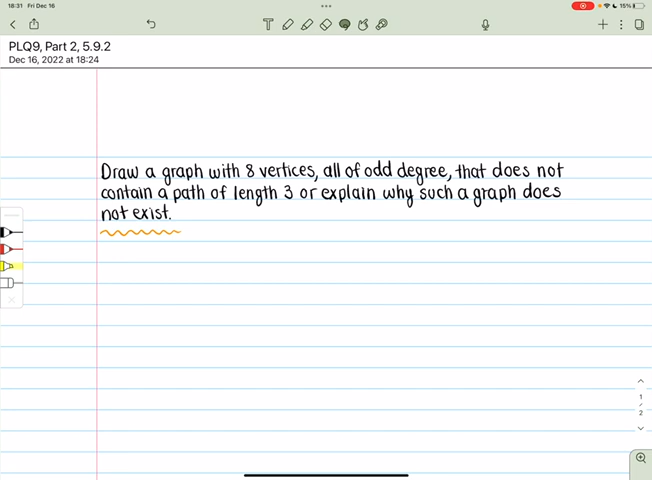 18:31 Fri Dec 16
15%
PLQ9, Part 2, 5.9.2
Dec 16, 2022 at 18:24
Draw a graph with 8 vertices, all of odd degree, that does not
contain a path of length 3 or explain why such a graph does
not exist.
1
/
2